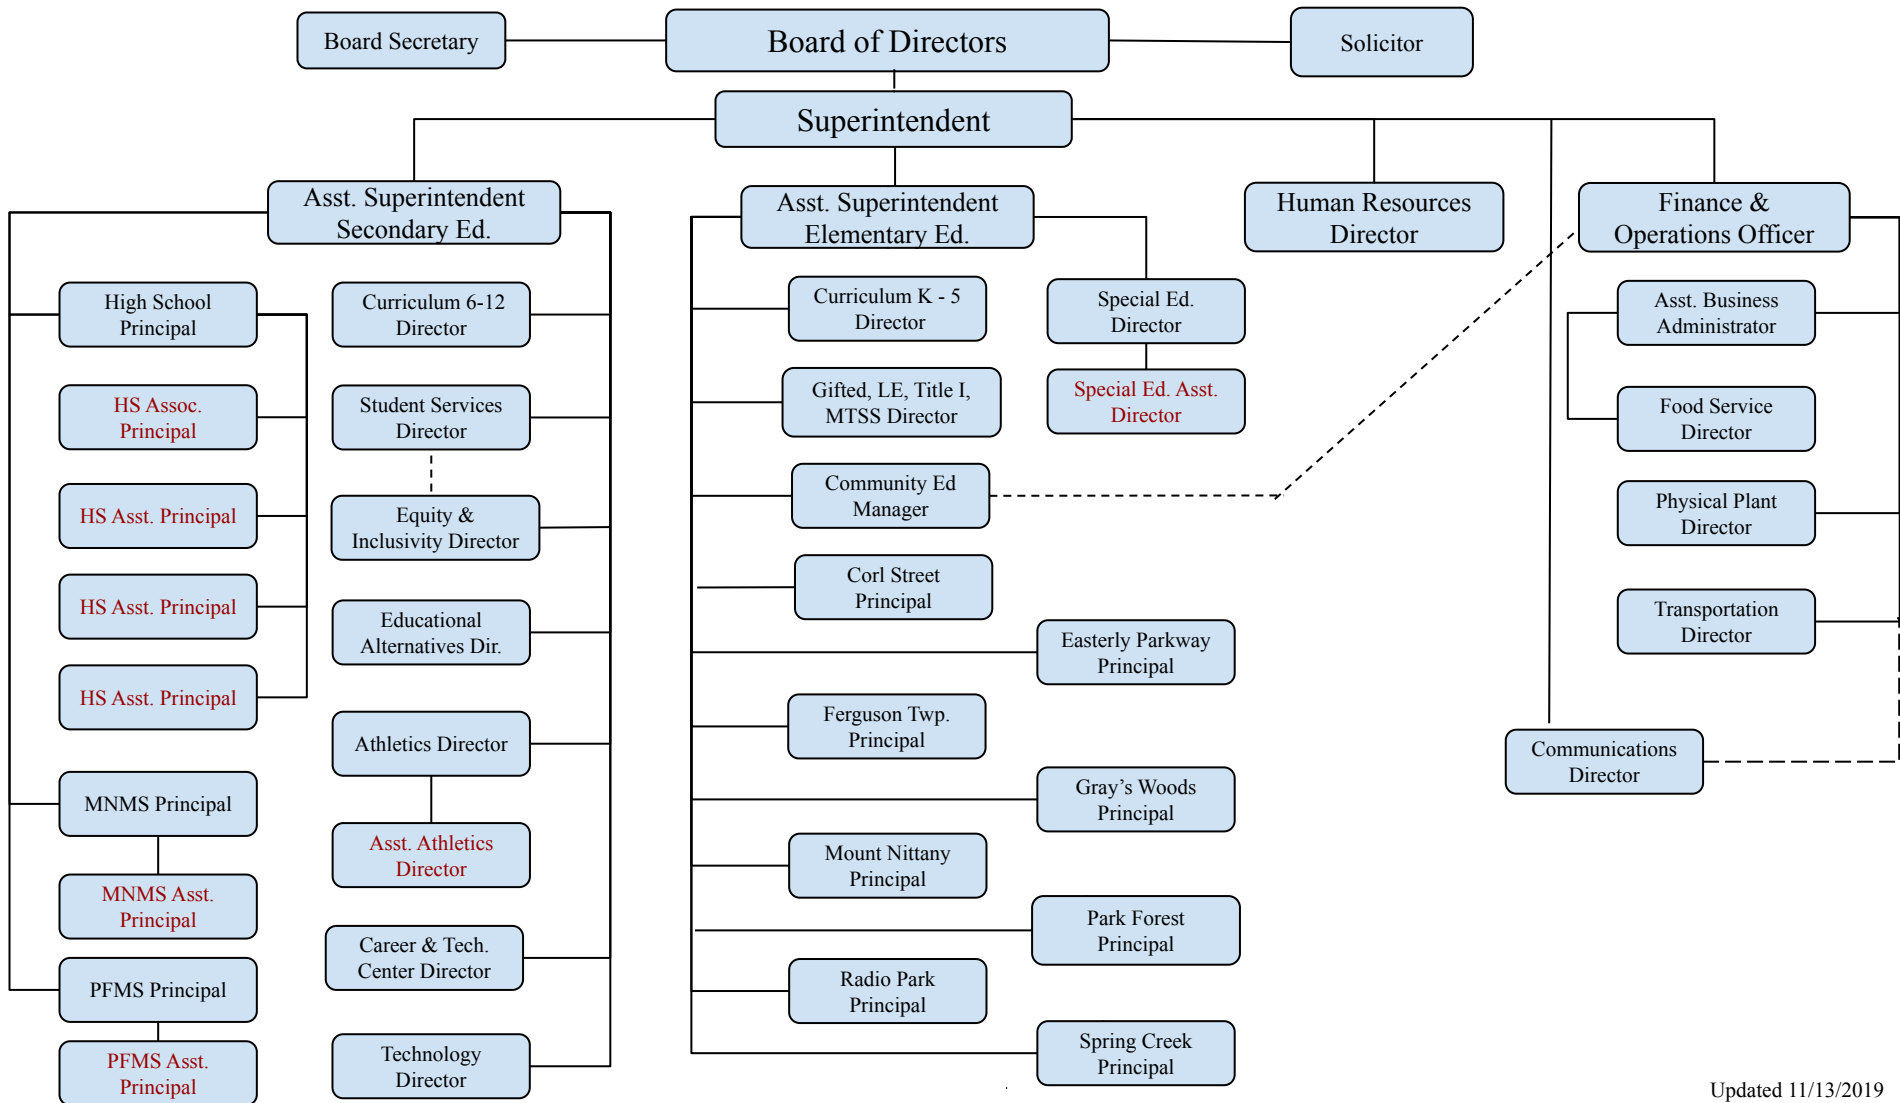 Board Secretary
Board of Directors
Solicitor
Superintendent
Asst. Superintendent
Secondary Ed.
Asst. Superintendent
Elementary Ed.
Human Resources
Director
Finance &
Operations Officer
High School
Principal
HS Assoc.
Principal
HS Asst. Principal
HS Asst. Principal
HS Asst. Principal
MNMS Principal
MNMS Asst.
Principal
PFMS Principal
PFMS Asst.
Principal
Curriculum 6-12
Director
Student Services
Director
Equity &
Inclusivity Director
Educational
Alternatives Dir.
Athletics Director
Asst. Athletics
Director
Career & Tech.
Center Director
Technology
Director
Curriculum K - 5
Director
Gifted, LE, Title I,
MTSS Director
Community Ed
Manager
Corl Street
Principal
Easterly Parkway
Principal
Ferguson Twp.
Principal
Gray’s Woods
Principal
Mount Nittany
Principal
Park Forest
Principal
Radio Park
Principal
Spring Creek
Principal
Special Ed.
Director
Special Ed. Asst.
Director
Asst. Business
Administrator
Food Service
Director
Physical Plant
Director
Transportation
Director
Communications
Director
Updated 11/13/2019